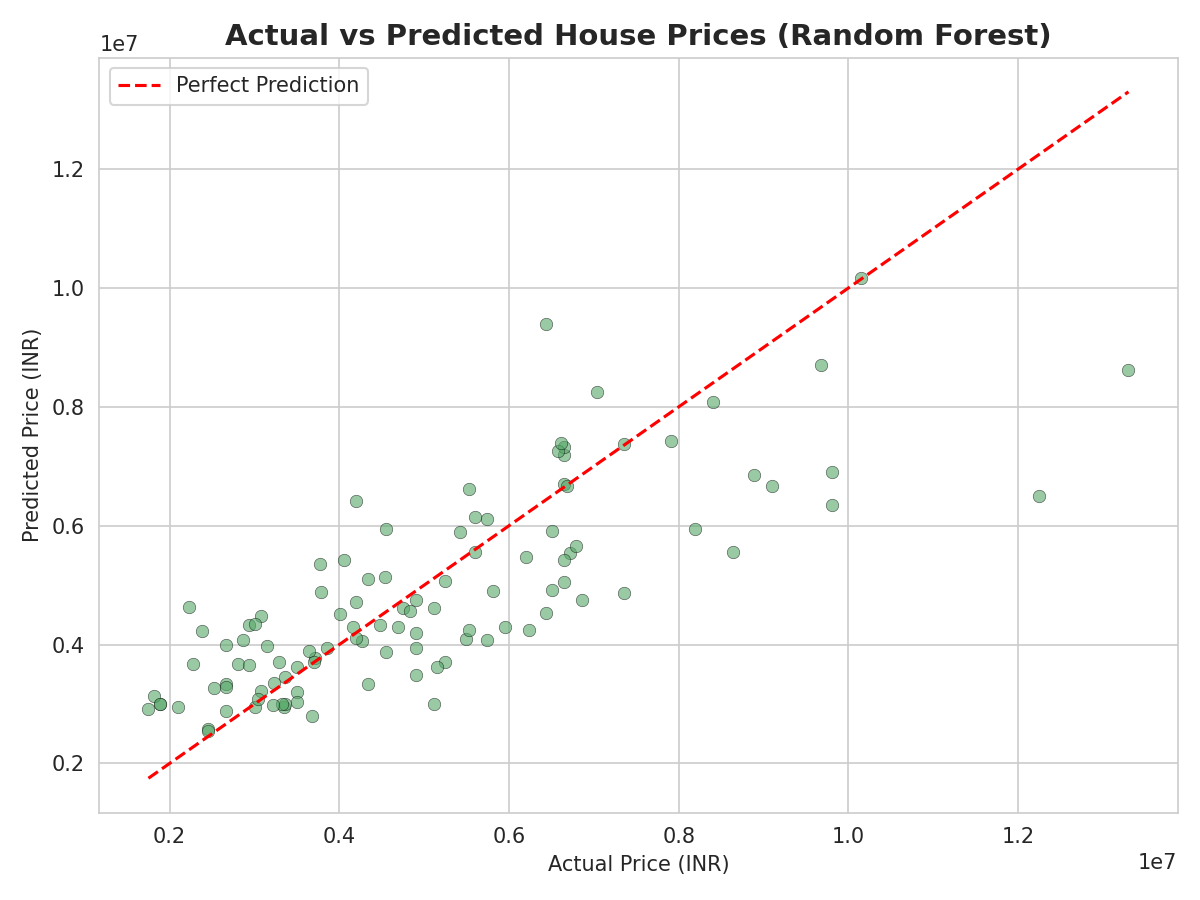 Actual vs Predicted House Prices (Random Forest)
1e7
Perfect Prediction
1.2
1.0
0.8
0.6
0.4
0.2
Predicted Price (INR)
0.2 0.4 0.6 0.8 1.0 1.2
Actual Price (INR)
1e7